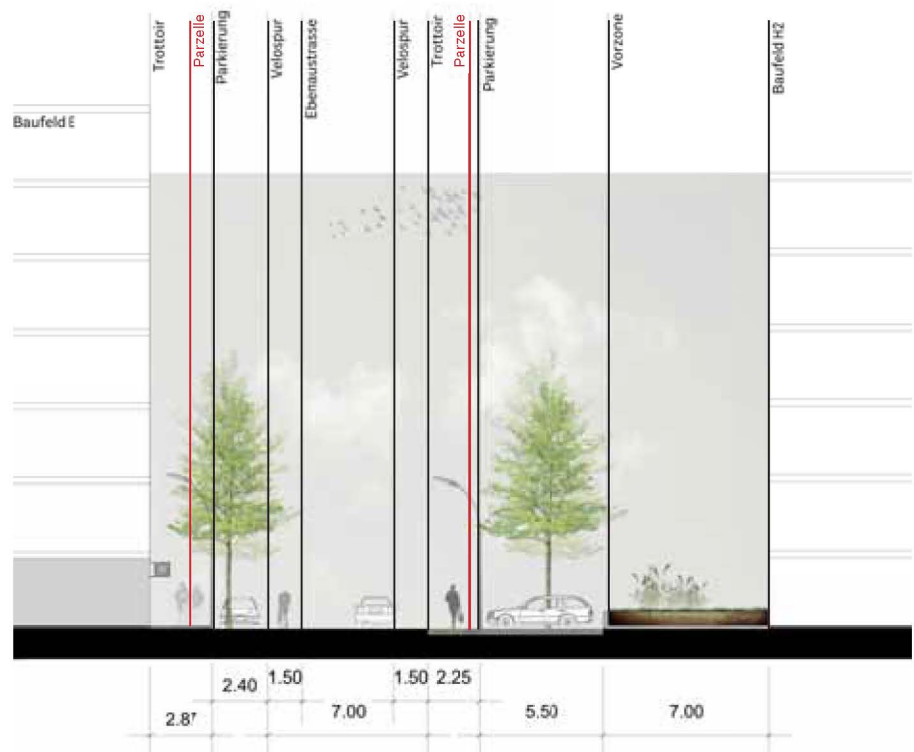 Trottoir
Parzelle
Parkierung
Velospur
Ebenaustrasse
Velospur
Trottoir
Parzelle
Parkierung
Vorzone
Baufeld H2
Baufeld E
2.40 1.50 1.50 2.25
2.87 7.00 5.50 7.00